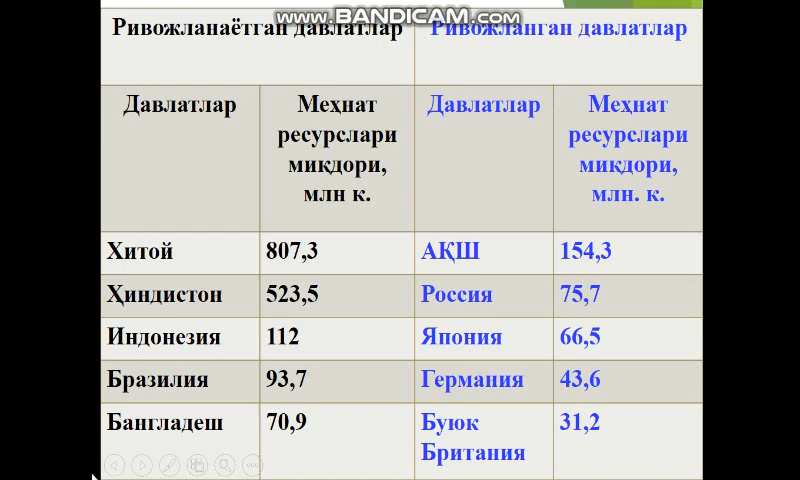 www.BANDICAM.com
Ривожланаётган давлатлар
Ривожланган давлатлар
Давлатлар
Меҳнат
ресурслари
микдори,
млн к.
Давлатлар
Меҳнат
ресурслари
микдори,
млн. к.
Хитой 807,3 АҚШ 154,3
Ҳиндистон 523,5 Россия 75,7
Индонезия 112 Япония 66,5
Бразилия 93,7 Германия 43,6
Бангладеш 70,9 Буюк 31,2
Британия